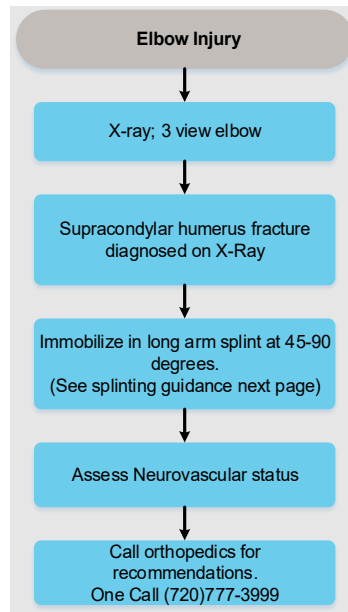 Elbow Injury
X-ray; 3 view elbow
Supracondylar humerus fracture
diagnosed on X-Ray
Immobilize in long arm splint at 45-90
degrees.
(See splinting guidance next page)
Assess Neurovascular status
Call orthopedics for
recommendations.
One Call (720)777-3999